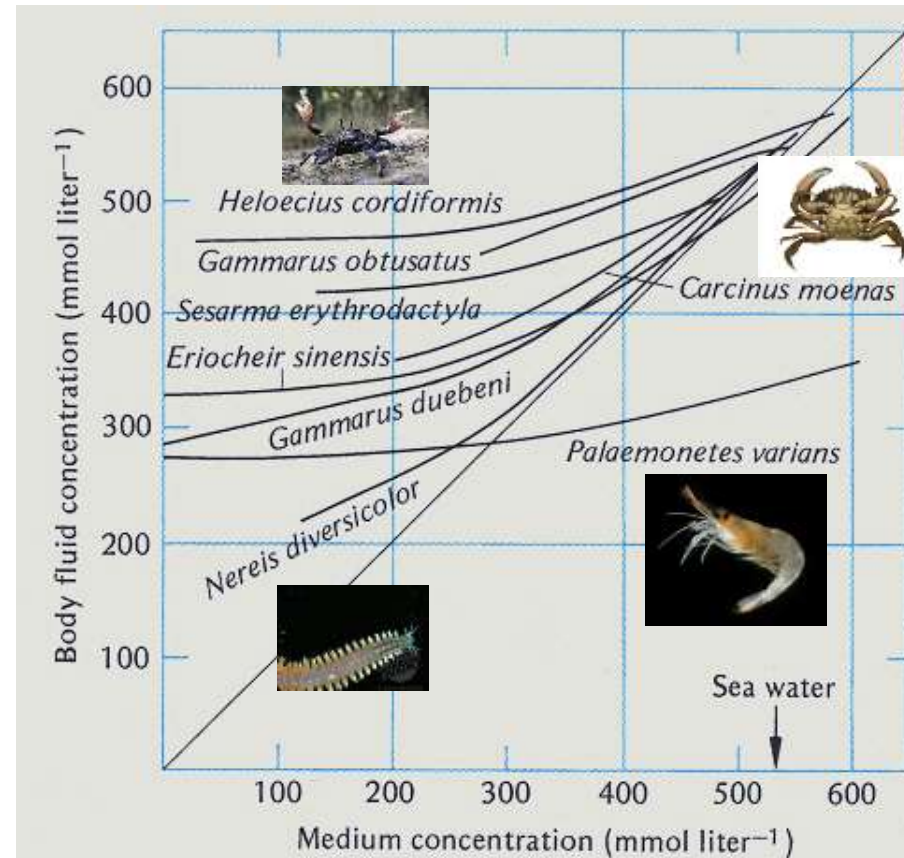 Body fluid concentration (mmol liter⁻¹)
600
500
400
300
200
100
Heloecius cordiformis
Gammarus obtusatus
Sesarma erythrodactyla
Carcinus moenas
Eriocheir sinensis
Gammarus duebeni
Palaemonetes varians
Nereis diversicolor
Sea water
100
200
300
400
500
600
Medium concentration (mmol liter⁻¹)